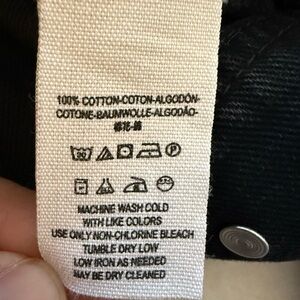 100% COTTON-COTON-ALGODÓN-
COTONE-BAUMWOLLE-ALGODÃO-
MACHINE WASH COLD
WITH LIKE COLORS
USE ONLY NON-CHLORINE BLEACH
TUMBLE DRY LOW
LOW IRON AS NEEDED
MAY BE DRY CLEANED